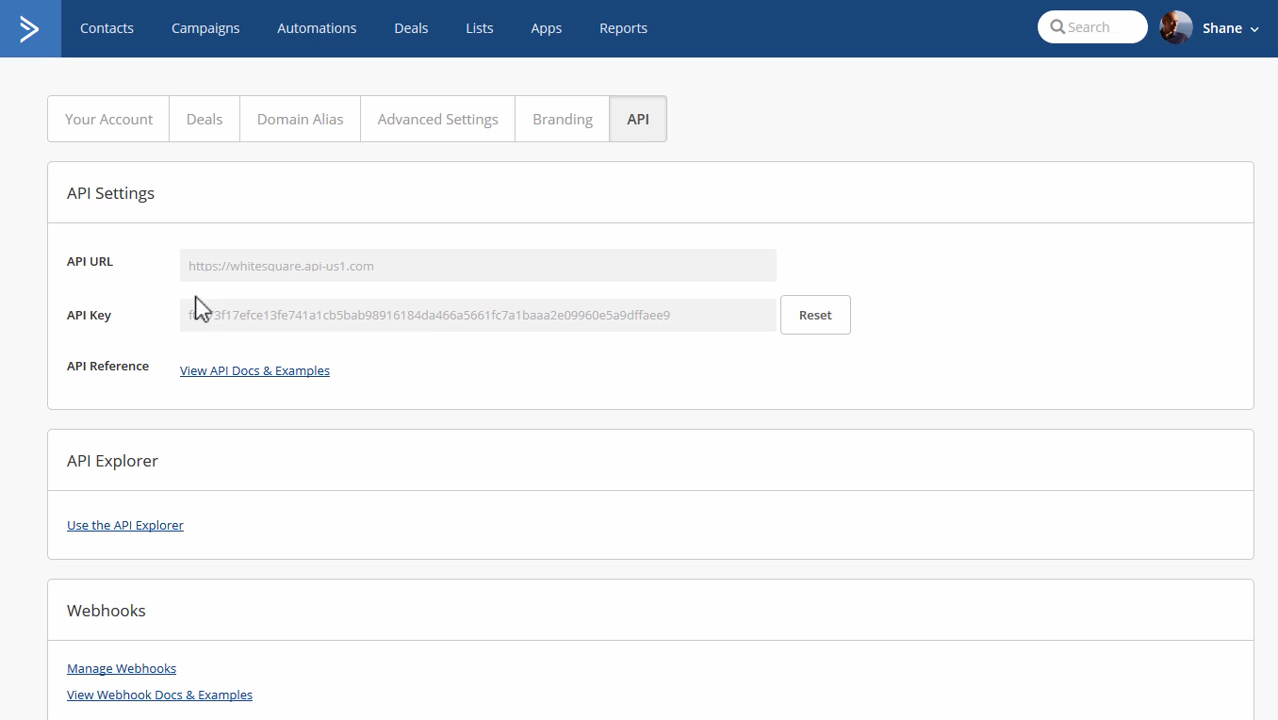 Contacts Campaigns Automations Deals Lists Apps Reports Search Shane
Your Account Deals Domain Alias Advanced Settings Branding API
API Settings
API URL https://whitesquare.api-us1.com
API Key Reset
API Reference View API Docs & Examples
API Explorer
Use the API Explorer
Webhooks
Manage Webhooks
View Webhook Docs & Examples